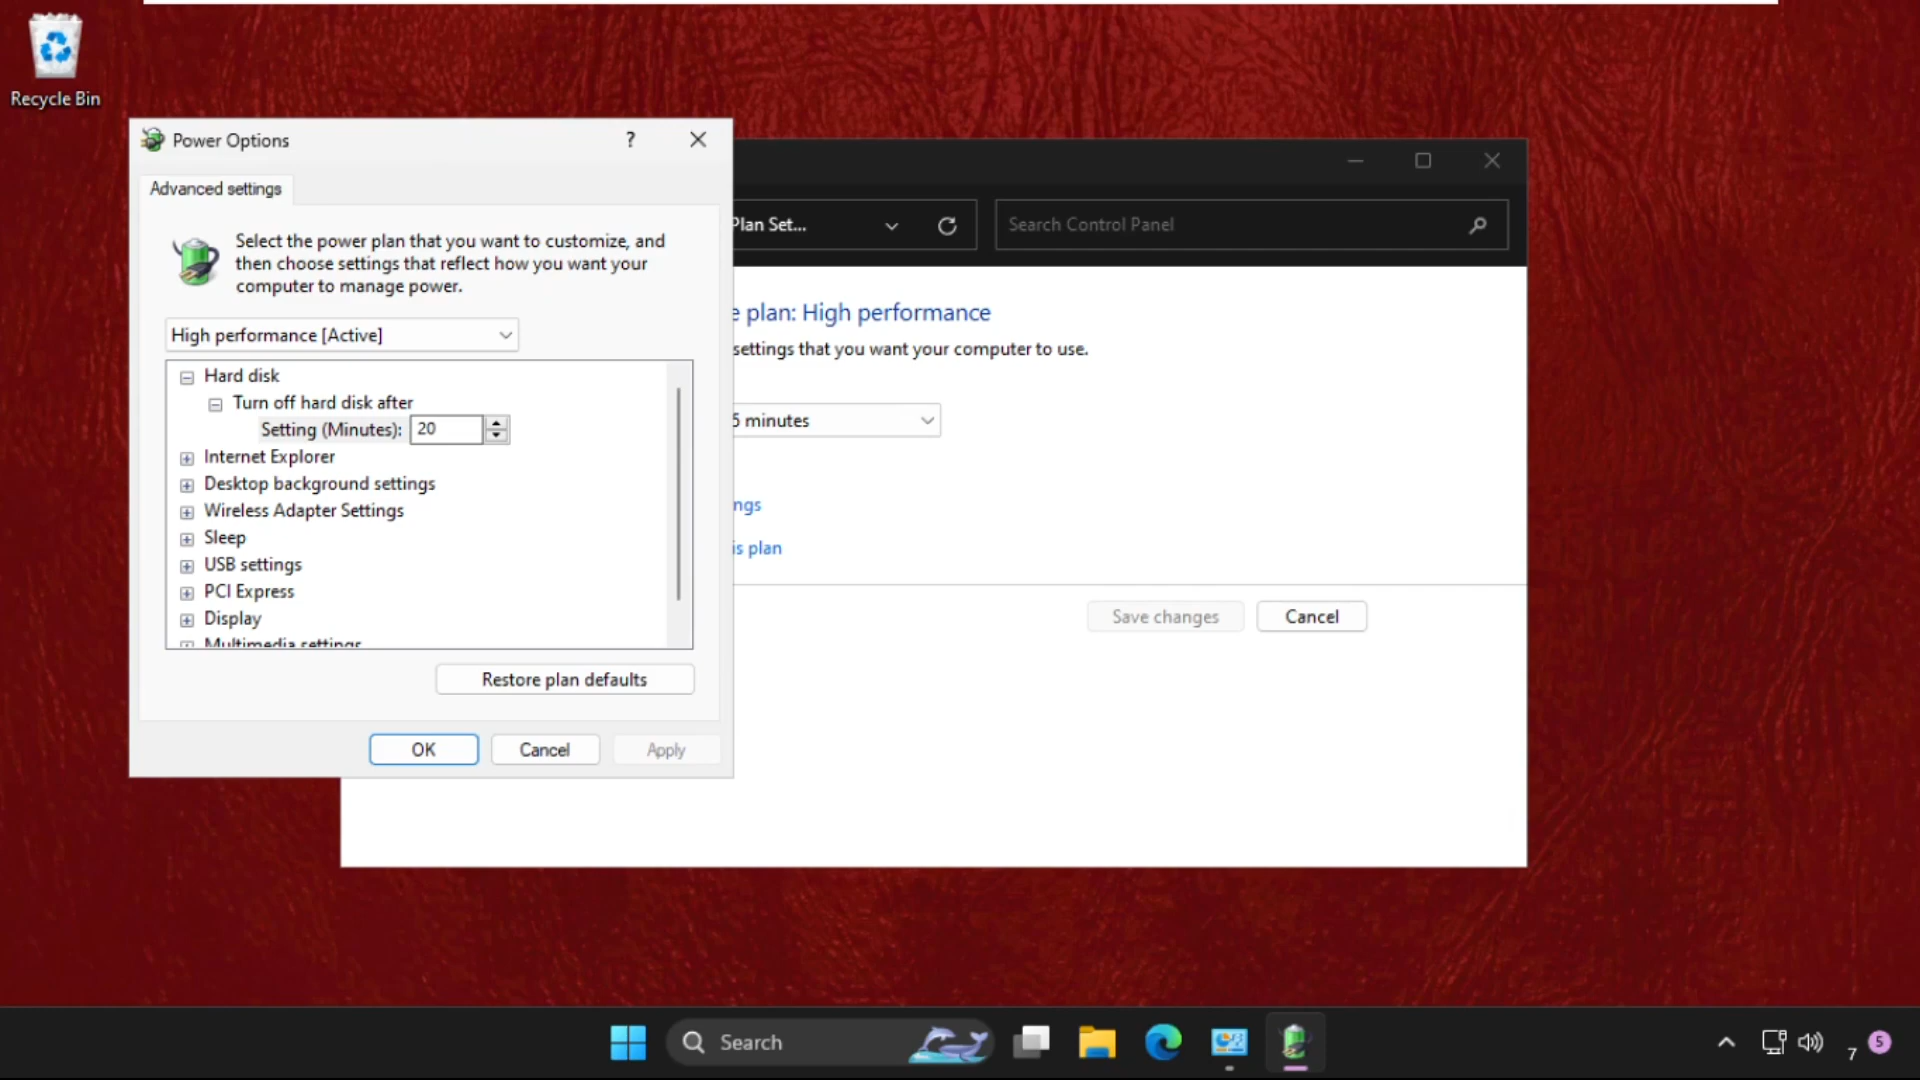 Recycle Bin
Power Options
?
Advanced settings
Select the power plan that you want to customize, and
then choose settings that reflect how you want your
computer to manage power.
High performance [Active]
Hard disk
Turn off hard disk after
Setting (Minutes): 20
Internet Explorer
Desktop background settings
Wireless Adapter Settings
Sleep
USB settings
PCI Express
Display
Multimedia settings
Restore plan defaults
OK
Cancel
Apply
Plan Set...
Search Control Panel
e plan: High performance
settings that you want your computer to use.
5 minutes
ngs
is plan
Save changes
Cancel
Search
7
5